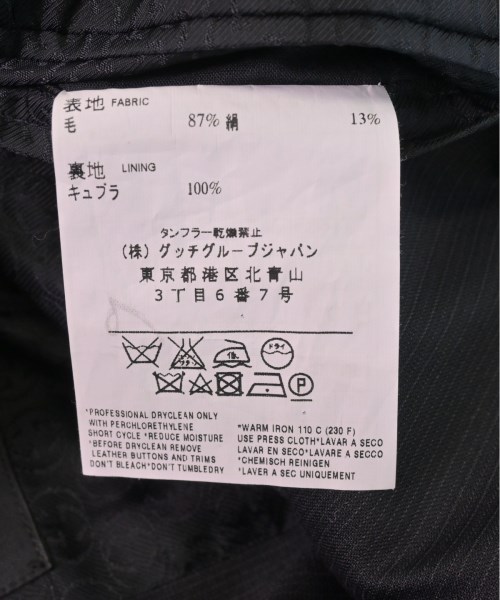 表地 FABRIC
毛 87% 絹 13%
裏地 LINING
キュプラ 100%
タンフラー乾燥禁止
(株) グッチグループジャパン
東京都港区北青山
3丁目6番7号
ドライ
P
*PROFESSIONAL DRYCLEAN ONLY
WITH PERCHLORETHYLENE
SHORT CYCLE *REDUCE MOISTURE
*BEFORE DRYCLEAN REMOVE
LEATHER BUTTONS AND TRIMS
DON'T BLEACH*DON'T TUMBLEDRY
*WARM IRON 110 C (230 F)
USE PRESS CLOTH*LAVAR A SECO
LAVAR EN SECO*LAVARE A SECCO
*CHEMISCH REINIGEN
*LAVER A SEC UNIQUEMENT